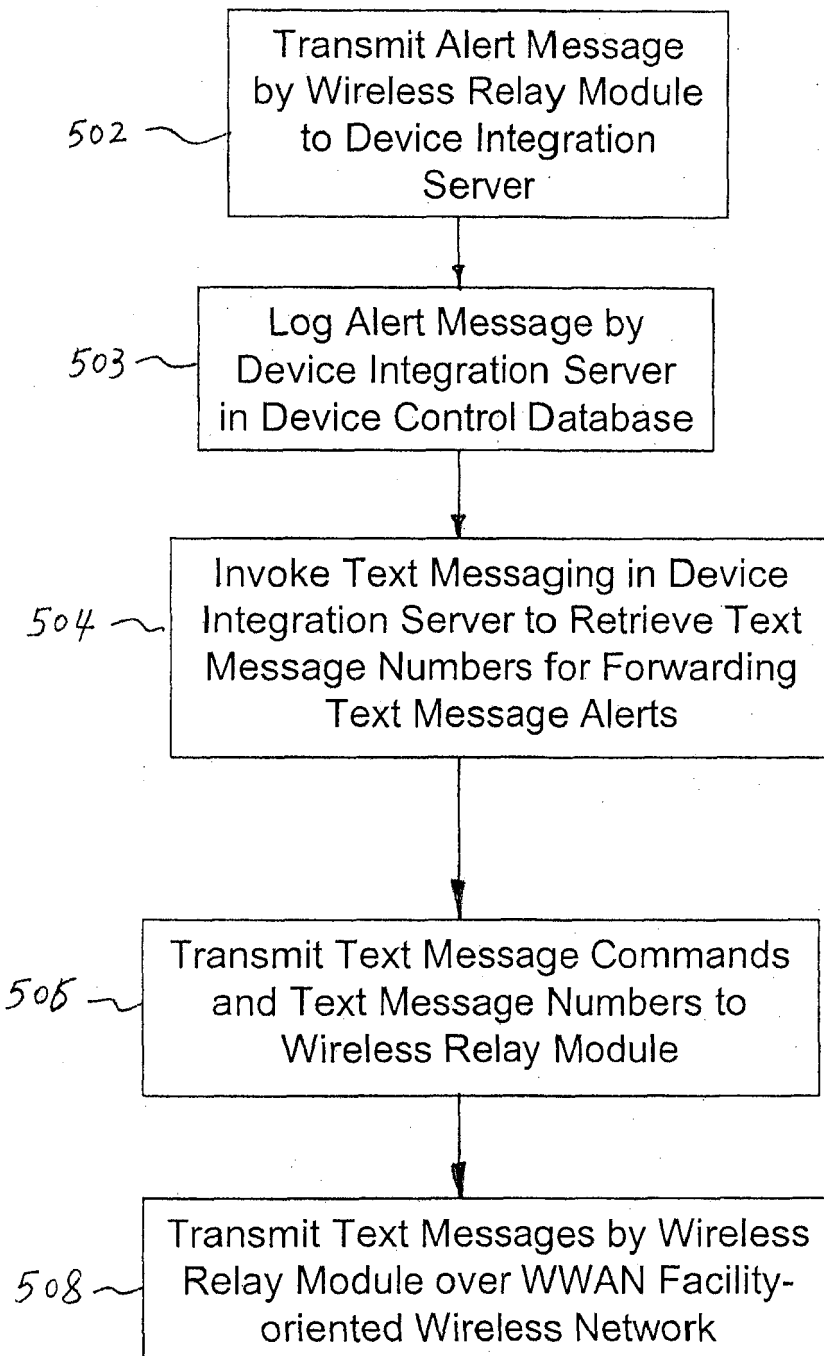 Transmit Alert Message
by Wireless Relay Module
502
to Device Integration
Server
Log Alert Message by
503
Device Integration Server
in Device Control Database
Invoke Text Messaging in Device
504
Integration Server to Retrieve Text
Message Numbers for Forwarding
Text Message Alerts
Transmit Text Message Commands
506
and Text Message Numbers to
Wireless Relay Module
Transmit Text Messages by Wireless
508
Relay Module over WWAN Facility-
oriented Wireless Network